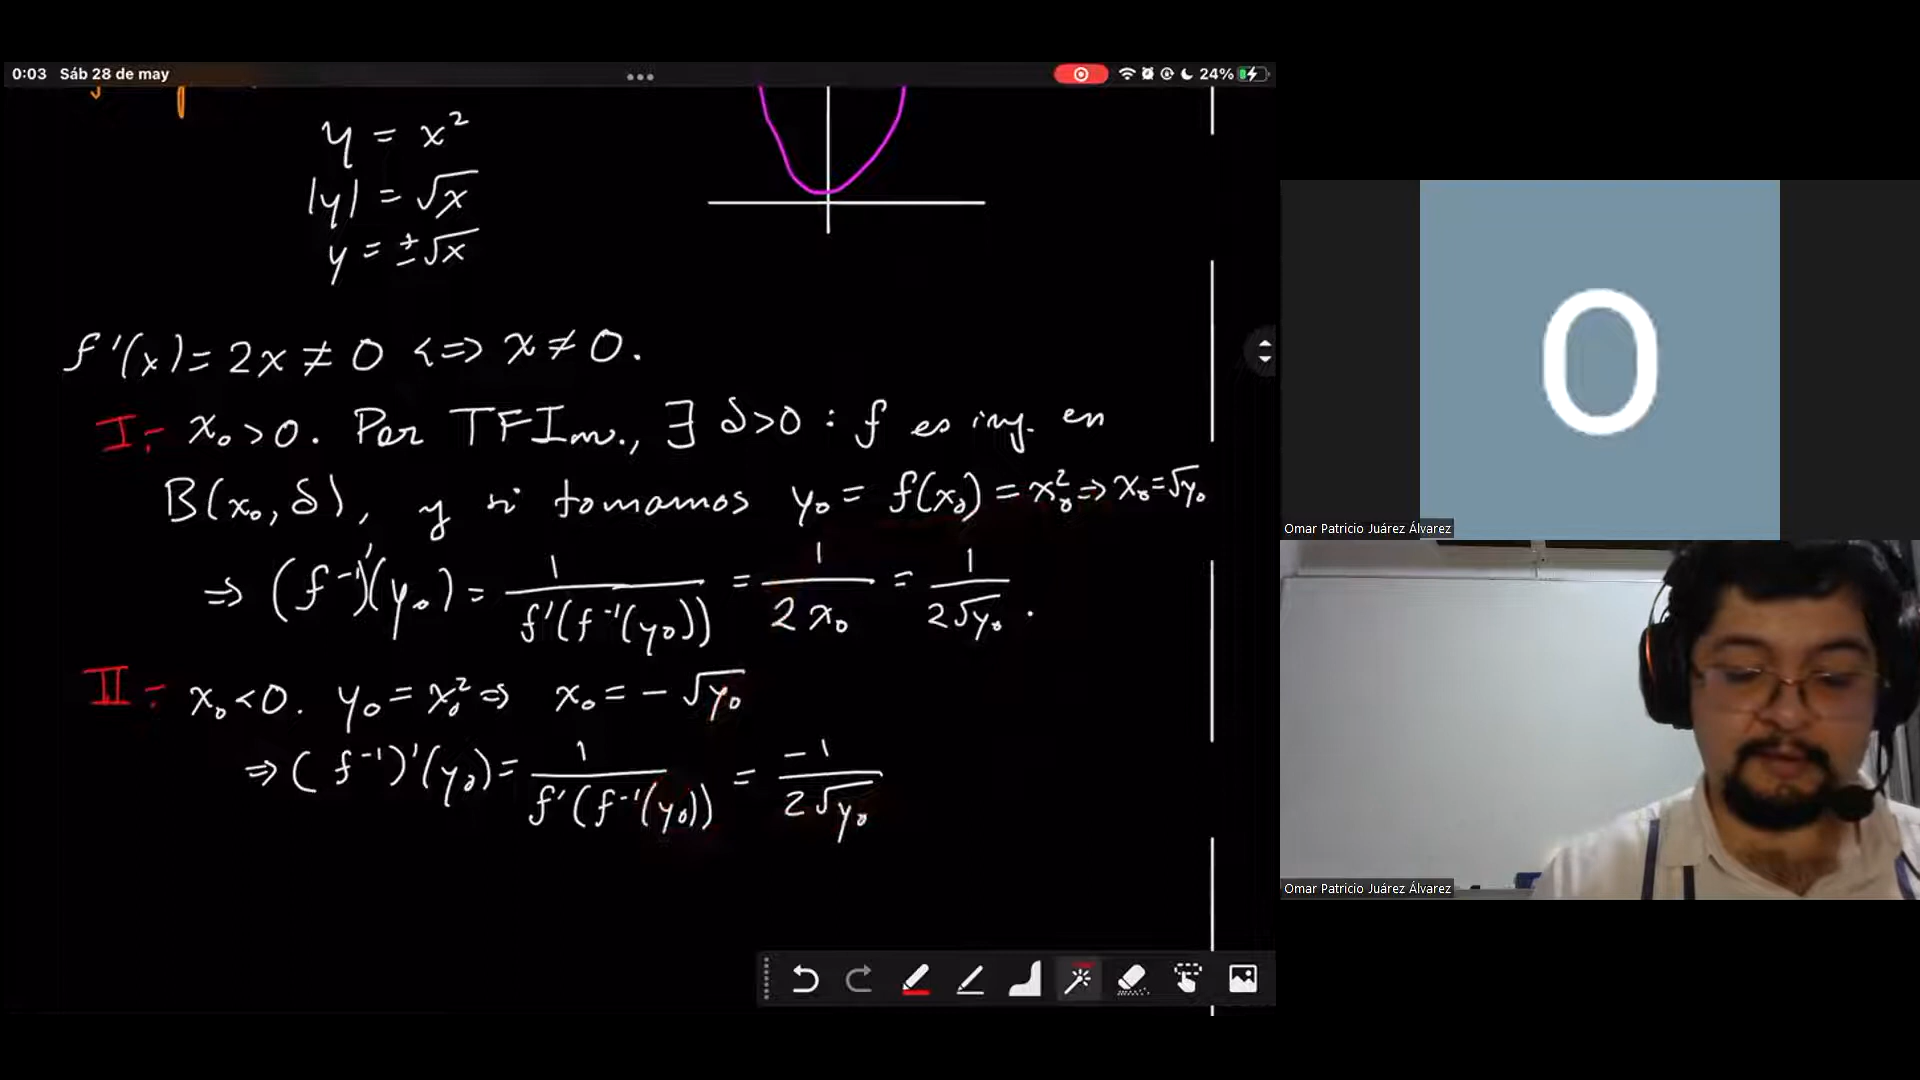 0:03 Sáb 28 de may
24%
y = x²
|y| = √x
y = ±√x
f'(x) = 2x ≠ 0 <=> x ≠ 0.
I.- x₀ > 0. Por TFInv., ∃ δ>0 : f es iny. en
B(x₀, δ), y si tomamos y₀ = f(x₀) = x₀² => x₀ = √y₀
=> (f⁻¹)'(y₀) = 1/f'(f⁻¹(y₀)) = 1/2x₀ = 1/2√y₀ .
II.- x₀ < 0. y₀ = x₀² => x₀ = - √y₀
=> (f⁻¹)'(y₀) = 1/f'(f⁻¹(y₀)) = -1/2√y₀
O
Omar Patricio Juárez Álvarez
Omar Patricio Juárez Álvarez